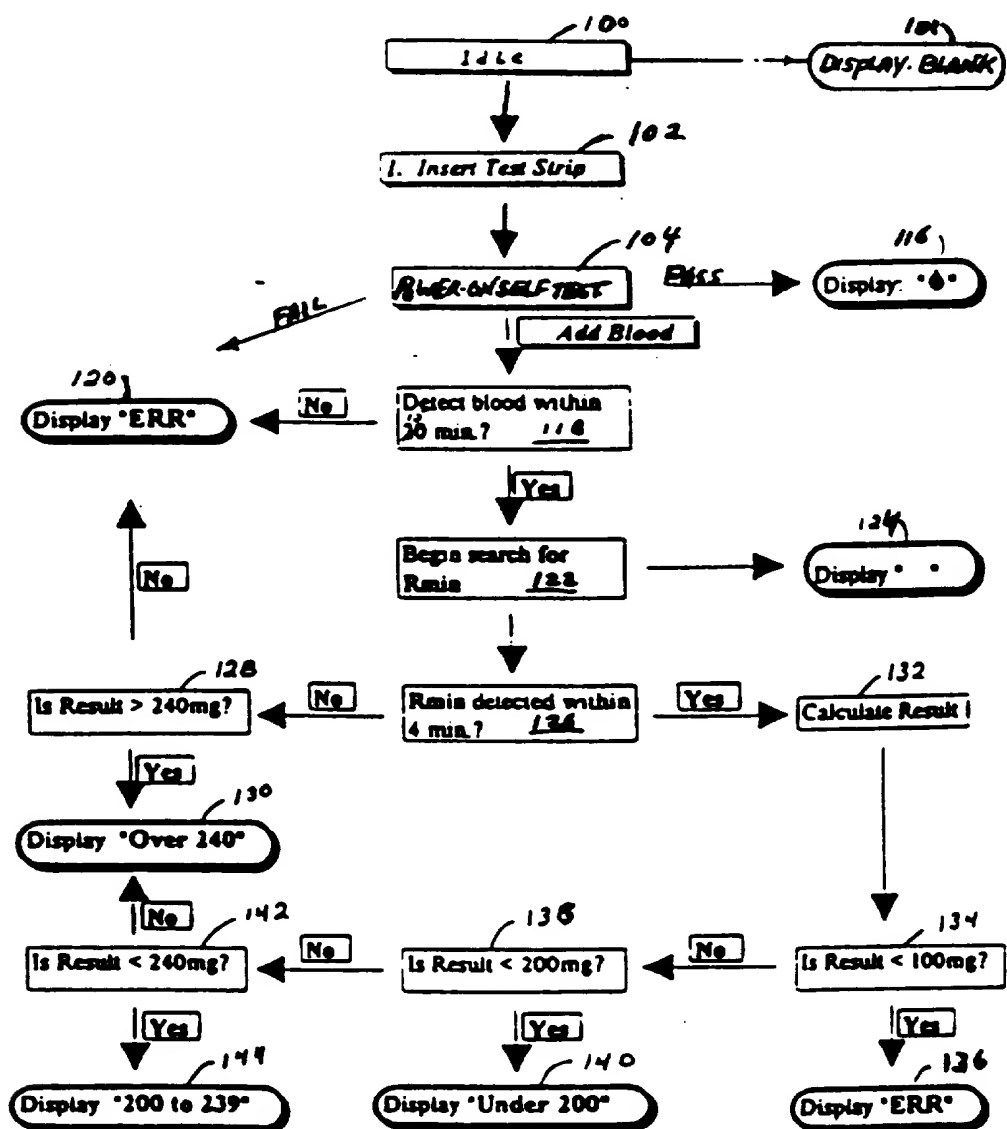 100
Idle
DISPLAY. BLANK
102
1. Insert Test Strip
104
POWER-ON SELF TEST
PASS
116
Display: " "
FAIL
Add Blood
120
Display "ERR"
No
Detect blood within
min.? 118
Yes
Begin search for
Rmin 122
124
Display " "
No
128
Is Result > 240mg?
No
Rmin detected within
4 min.? 126
Yes
132
Calculate Result
Yes
130
Display "Over 240"
No
142
Is Result < 240mg?
No
138
Is Result < 200mg?
No
134
Is Result < 100mg?
Yes
Yes
Yes
144
Display "200 to 239"
140
Display "Under 200"
136
Display "ERR"